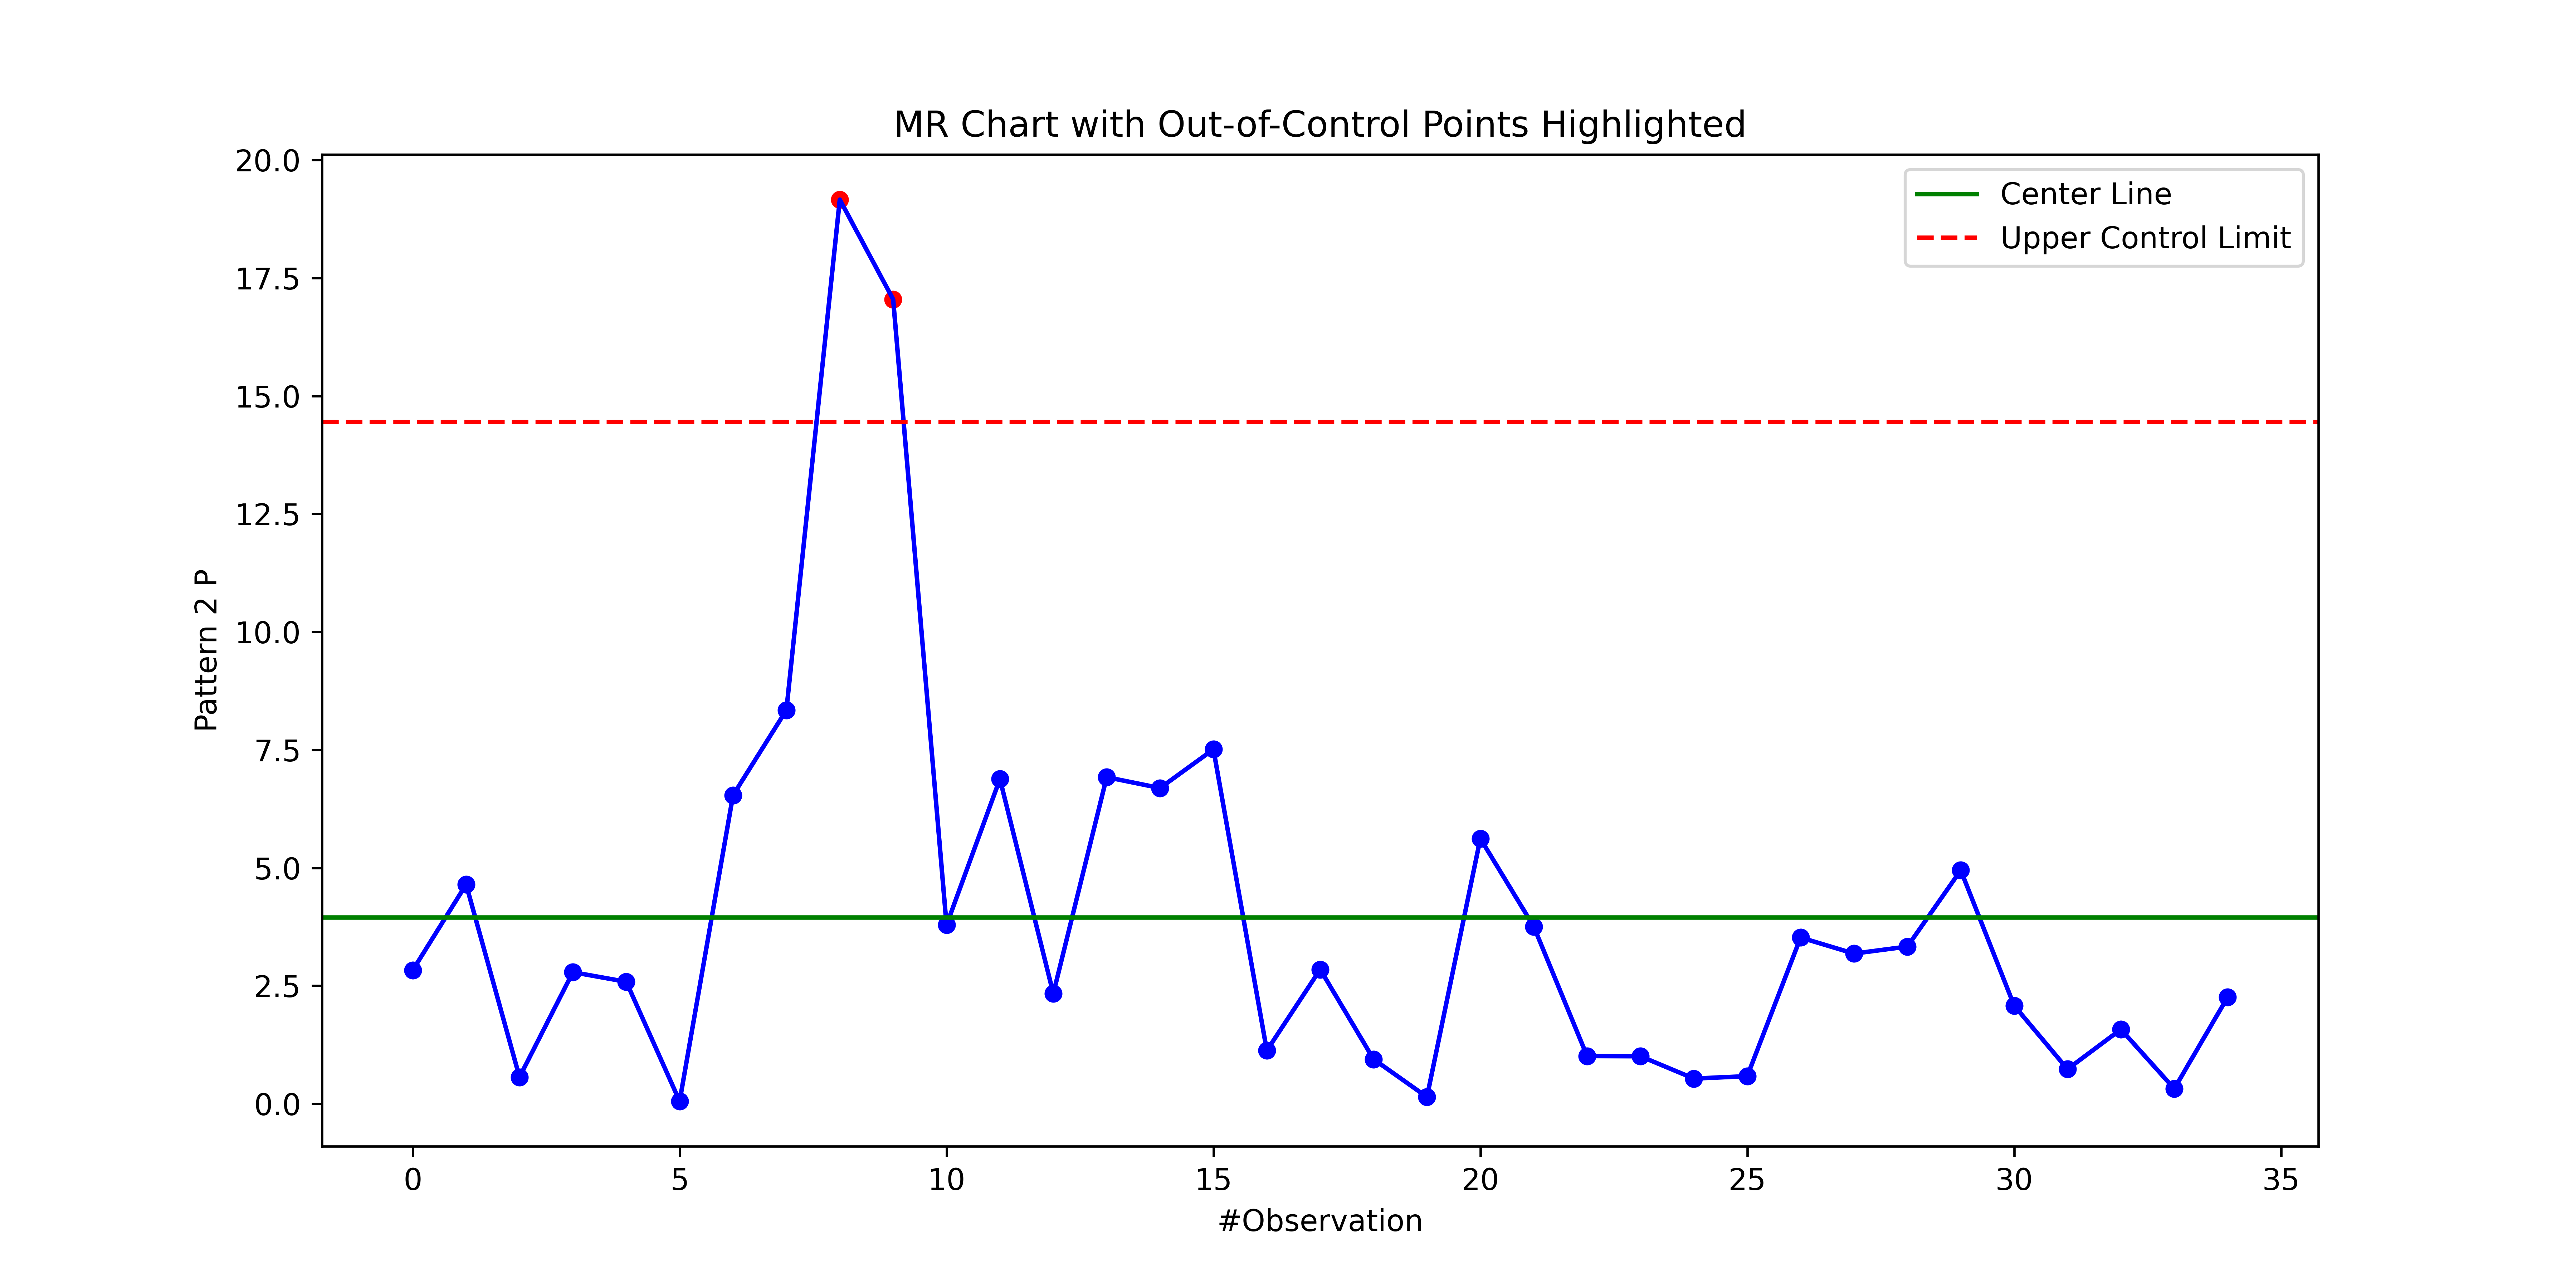 MR Chart with Out-of-Control Points Highlighted
Center Line
Upper Control Limit
Pattern 2 P
20.0
17.5
15.0
12.5
10.0
7.5
5.0
2.5
0.0
0 5 10 15 20 25 30 35
#Observation